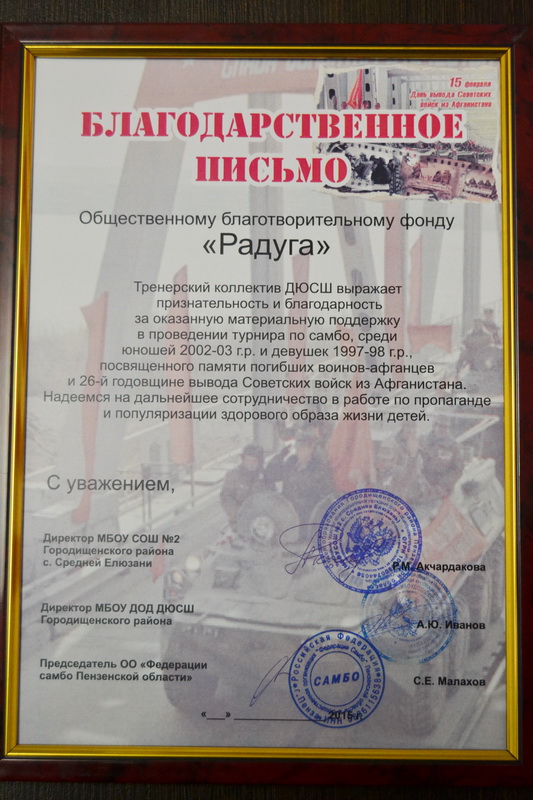 15 февраля
День вывода Советских
войск из Афганистана
БЛАГОДАРСТВЕННОЕ
ПИСЬМО
Общественному благотворительному фонду
«Радуга»
Тренерский коллектив ДЮСШ выражает
признательность и благодарность
за оказанную материальную поддержку
в проведении турнира по самбо, среди
юношей 2002-03 г.р. и девушек 1997-98 г.р.,
посвященного памяти погибших воинов-афганцев
и 26-й годовщине вывода Советских войск из Афганистана.
Надеемся на дальнейшее сотрудничество в работе по пропаганде
и популяризации здорового образа жизни детей.
С уважением,
Директор МБОУ СОШ №2
Городищенского района
с. Средней Елюзани
Р.М. Акчардакова
Директор МБОУ ДОД ДЮСШ
Городищенского района
А.Ю. Иванов
Председатель ОО «Федерации
самбо Пензенской области»
С.Е. Малахов
Российская Федерация
САМБО
«___» ________________ 2015 г.